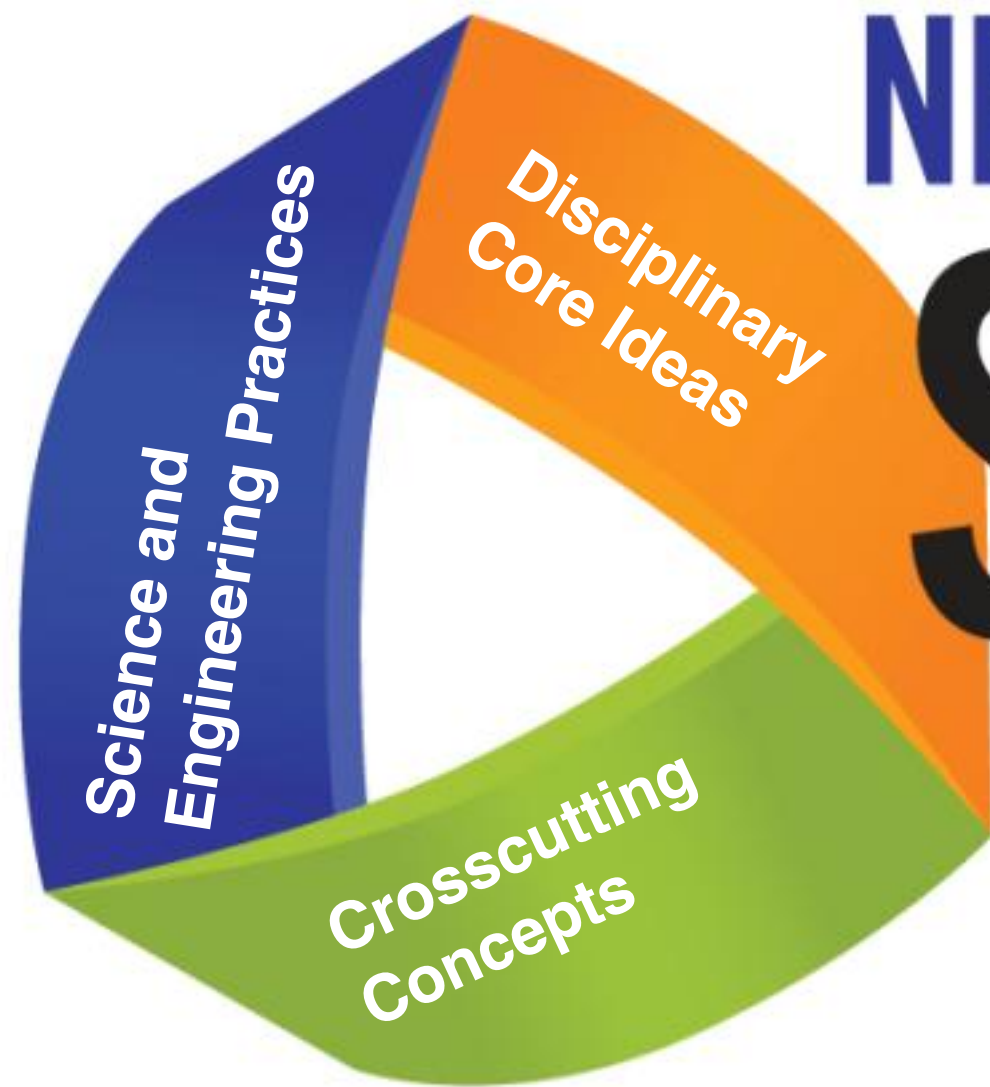 Science and
Engineering Practices
Disciplinary
Core Ideas
Crosscutting
Concepts